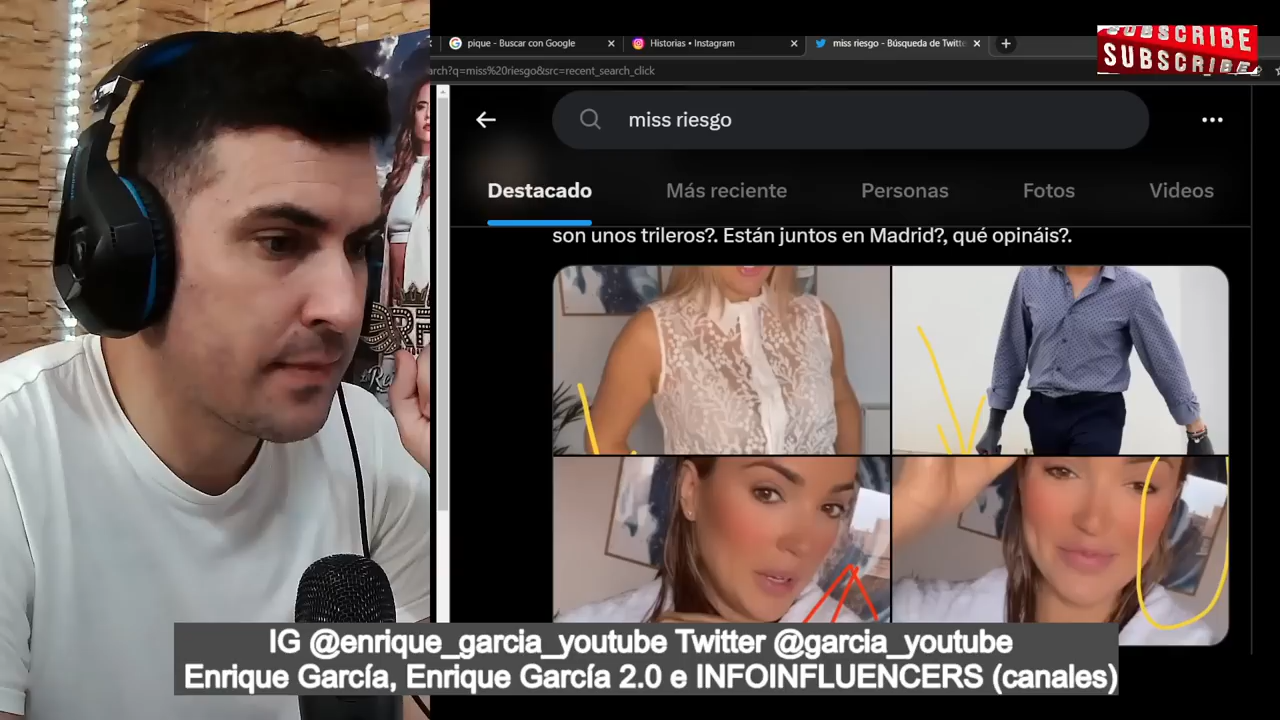 pique - Buscar con Google
Historias • Instagram
miss riesgo - Búsqueda de Twitte
SUBSCRIBE
SUBSCRIBE
arch?q=miss%20riesgo&src=recent_search_click
miss riesgo
Destacado
Más reciente
Personas
Fotos
Videos
son unos trileros?. Están juntos en Madrid?, qué opináis?.
IG @enrique_garcia_youtube Twitter @garcia_youtube
Enrique García, Enrique García 2.0 e INFOINFLUENCERS (canales)